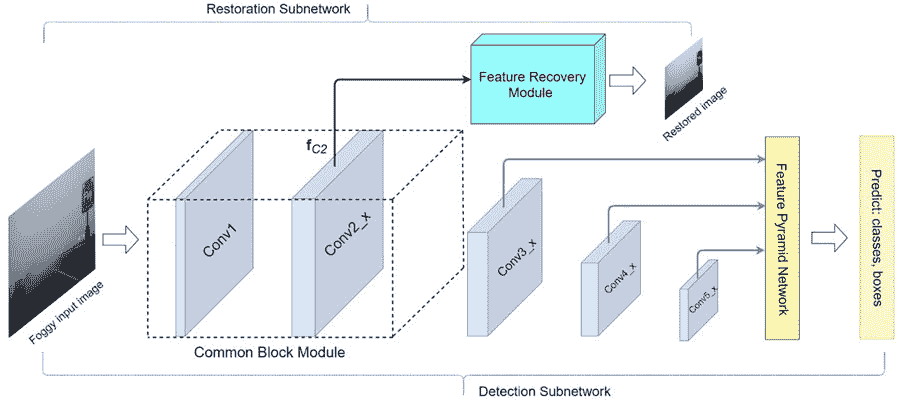 Restoration Subnetwork
Feature Recovery
Module
Restored image
f_C2
Conv1
Conv2_x
Conv3_x
Conv4_x
Conv5_x
Feature Pyramid Network
Predict: classes, boxes
Foggy input image
Common Block Module
Detection Subnetwork